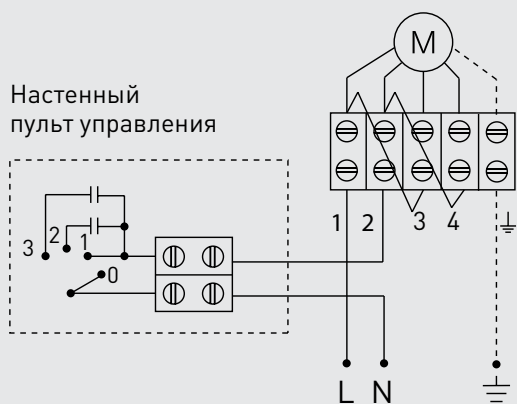 M
Настенный
пульт управления
3 2 1 0
1 2 3 4
L N